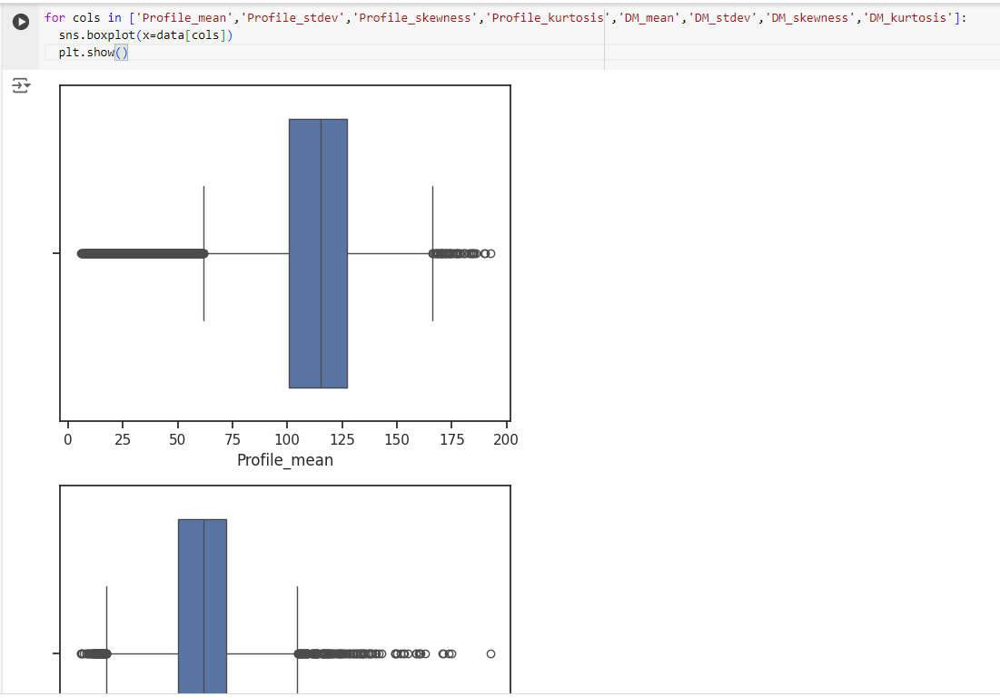 for cols in ['Profile_mean','Profile_stdev','Profile_skewness','Profile_kurtosis','DM_mean','DM_stdev','DM_skewness','DM_kurtosis']:
  sns.boxplot(x=data[cols])
  plt.show()
0 25 50 75 100 125 150 175 200
Profile_mean